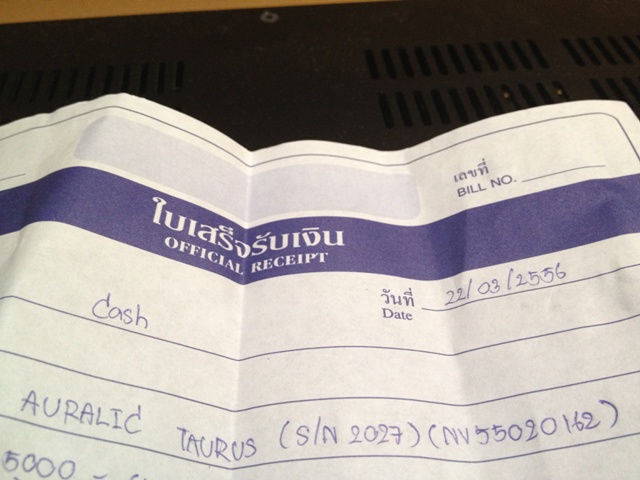 เลขที่
BILL NO.
ใบเสร็จรับเงิน
OFFICIAL RECEIPT
วันที่ 22/03/2556
Date
Cash
AURALIC TAURUS (S/N 2027) (NV55020162)
5000 -